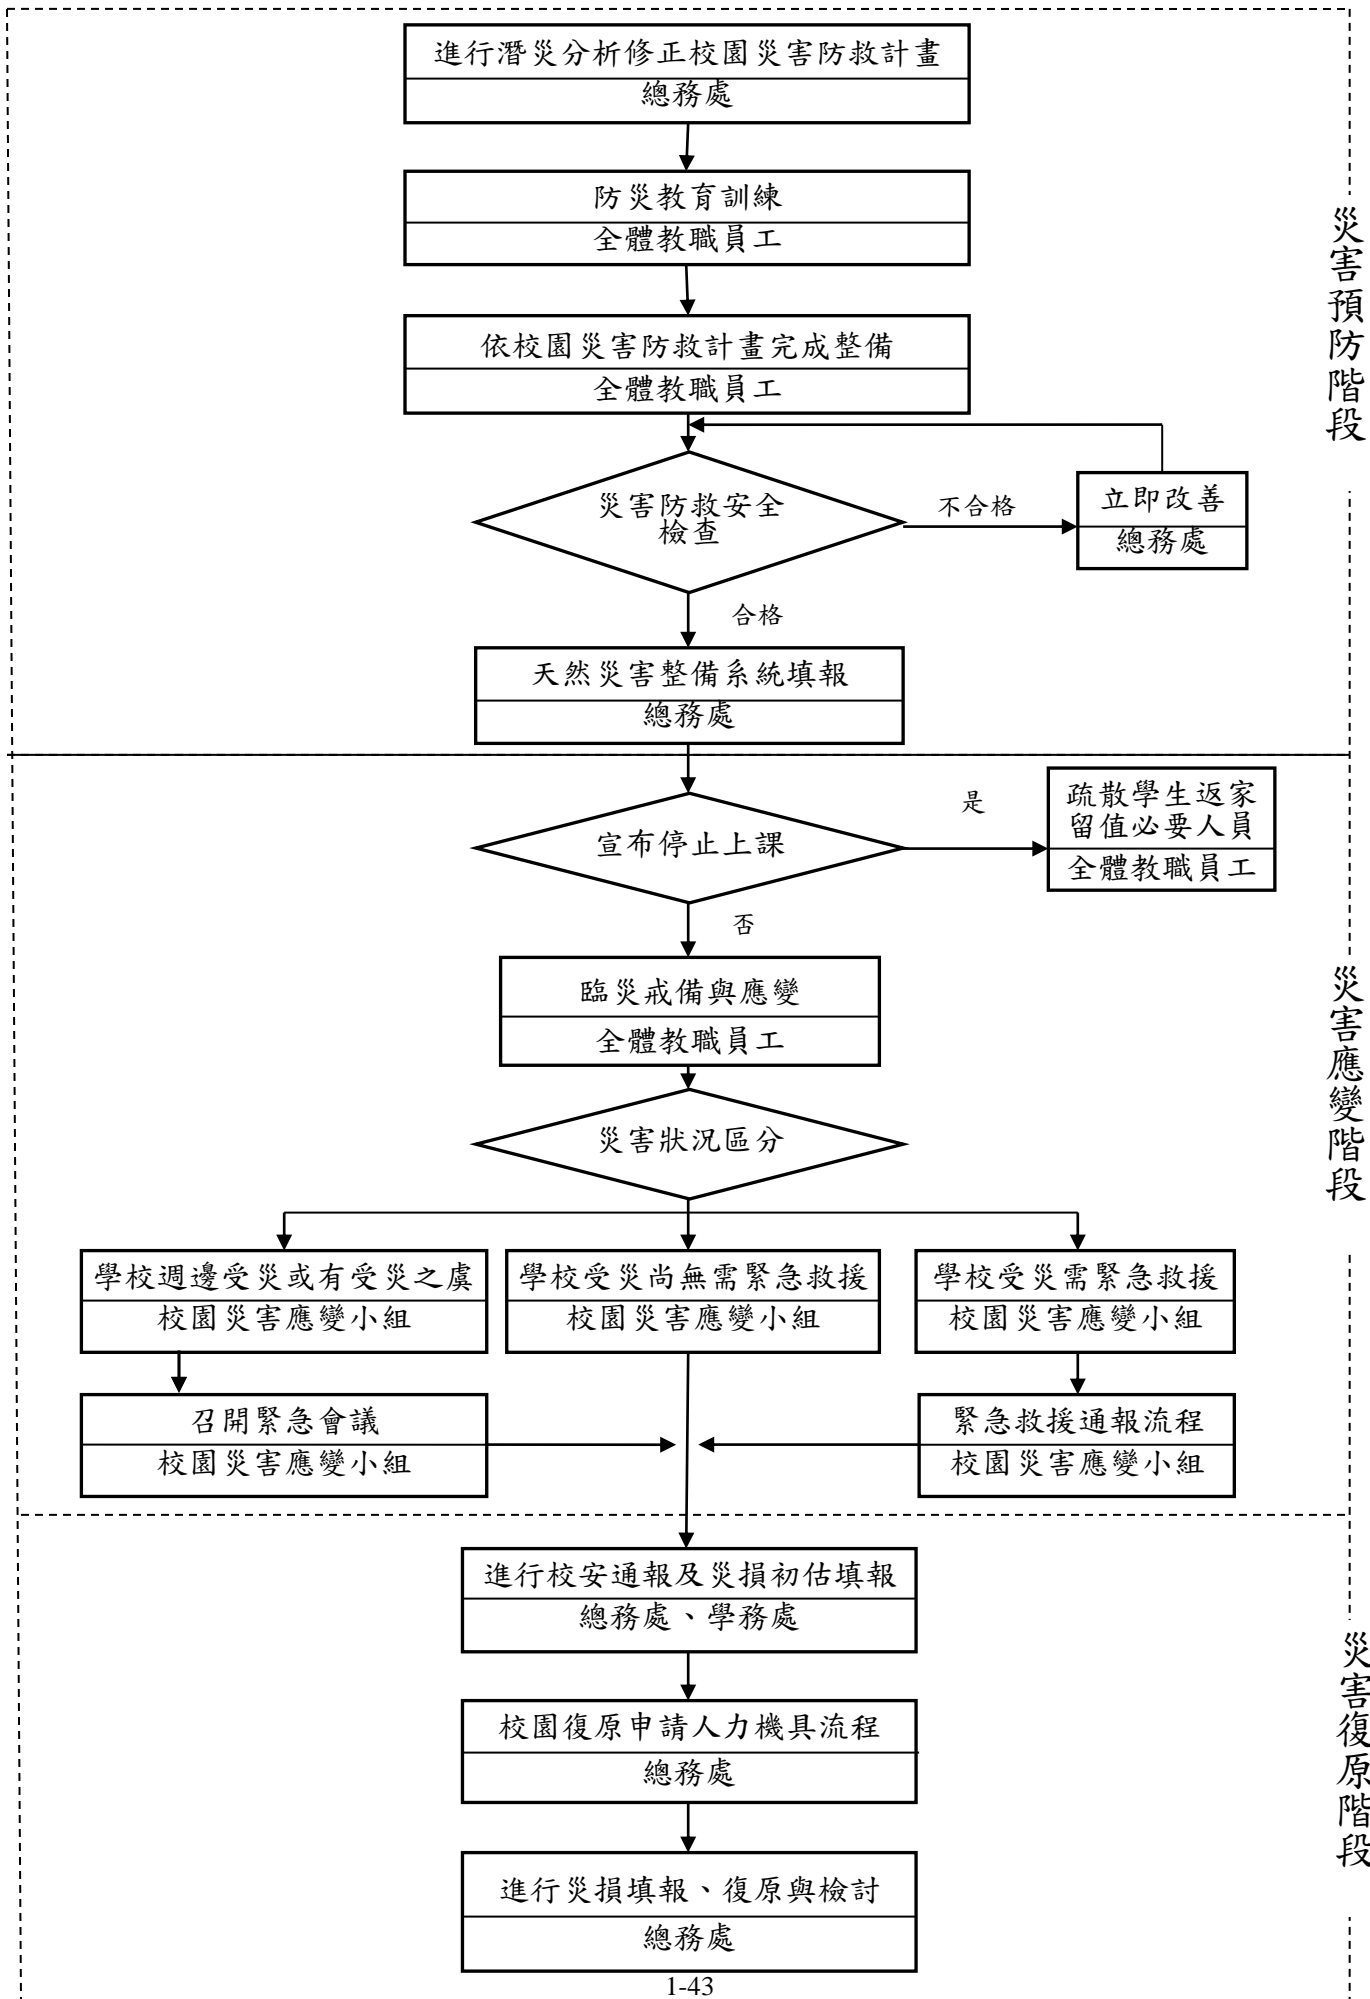 進行潛災分析修正校園災害防救計畫
總務處
防災教育訓練
全體教職員工
依校園災害防救計畫完成整備
全體教職員工
災害防救安全
檢查
不合格
立即改善
總務處
合格
天然災害整備系統填報
總務處
災害預防階段
宣布停止上課
是
疏散學生返家
留值必要人員
全體教職員工
否
臨災戒備與應變
全體教職員工
災害狀況區分
學校週邊受災或有受災之虞
校園災害應變小組
學校受災尚無需緊急救援
校園災害應變小組
學校受災需緊急救援
校園災害應變小組
召開緊急會議
校園災害應變小組
緊急救援通報流程
校園災害應變小組
災害應變階段
進行校安通報及災損初估填報
總務處、學務處
校園復原申請人力機具流程
總務處
進行災損填報、復原與檢討
總務處
災害復原階段
1-43